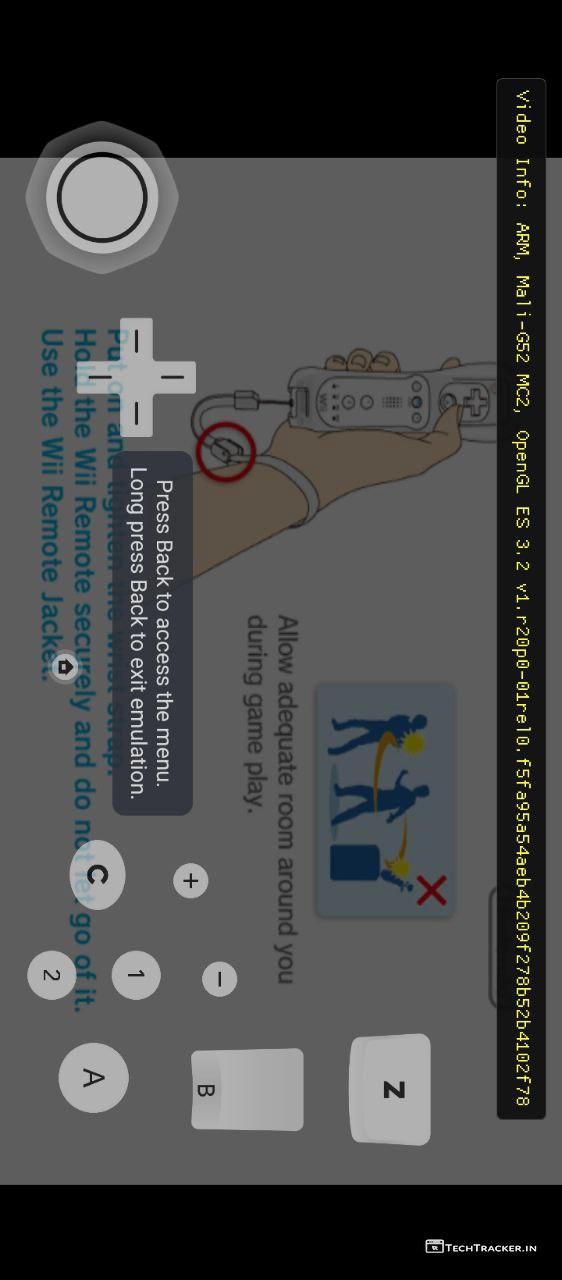 Video Info: ARM, Mali-G52 MC2, OpenGL ES 3.2 v1.r20p0-01rel0.f5fa95a54aeb4b209f278b52b4102f78
Wii
Allow adequate room around you
during game play.
Press Back to access the menu.
Long press Back to exit emulation.
Put on and tighten the wrist strap.
Hold the Wii Remote securely and do not let go of it.
Use the Wii Remote Jacket.
C
+
2
1
−
A
B
Z
TECHTRACKER.IN